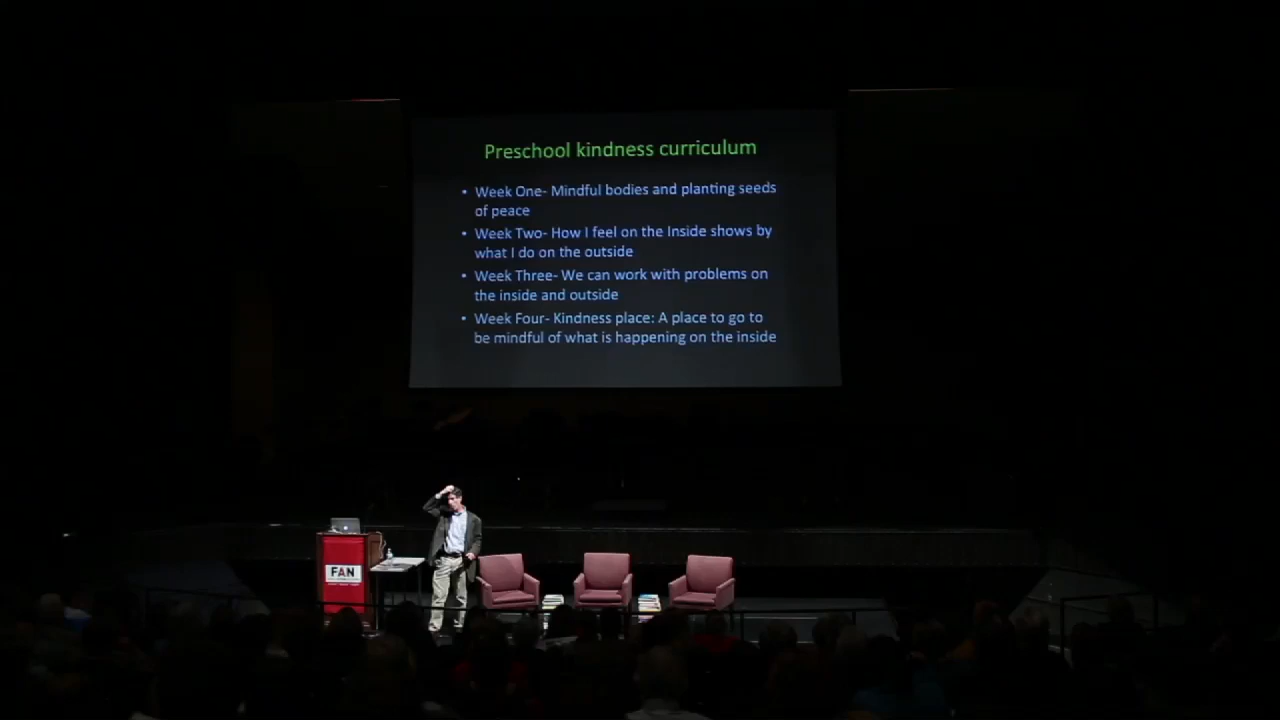 Preschool kindness curriculum
• Week One- Mindful bodies and planting seeds
of peace
• Week Two- How I feel on the Inside shows by
what I do on the outside
• Week Three- We can work with problems on
the inside and outside
• Week Four- Kindness place: A place to go to
be mindful of what is happening on the inside
FAN